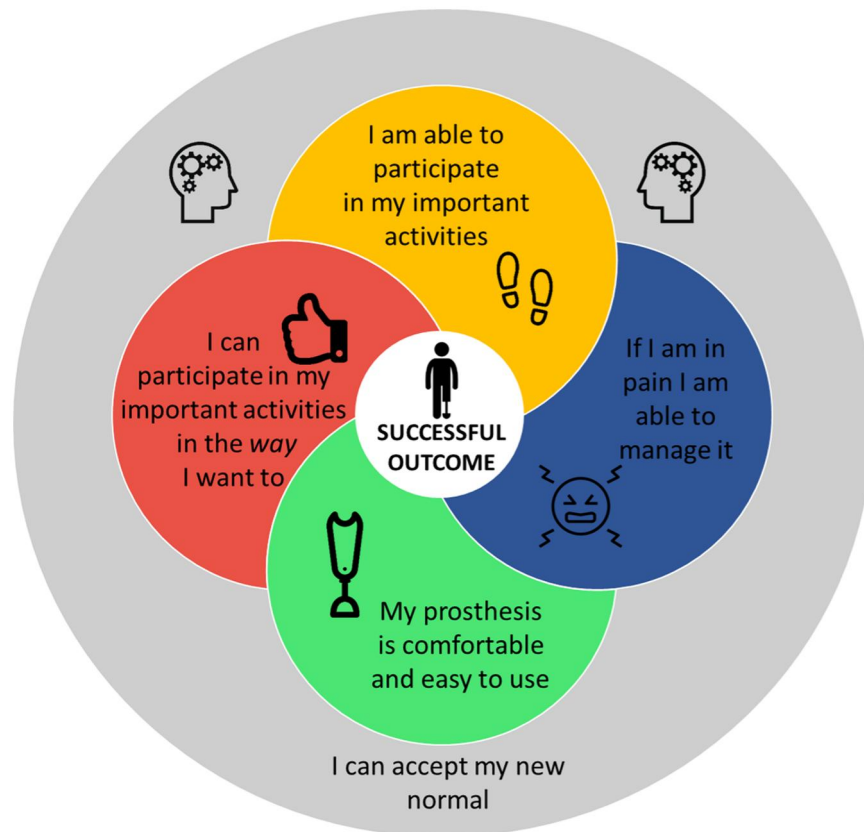 I am able to
participate
in my important
activities
I can
participate in my
important activities
in the way
I want to
SUCCESSFUL
OUTCOME
If I am in
pain I am
able to
manage it
My prosthesis
is comfortable
and easy to use
I can accept my new
normal